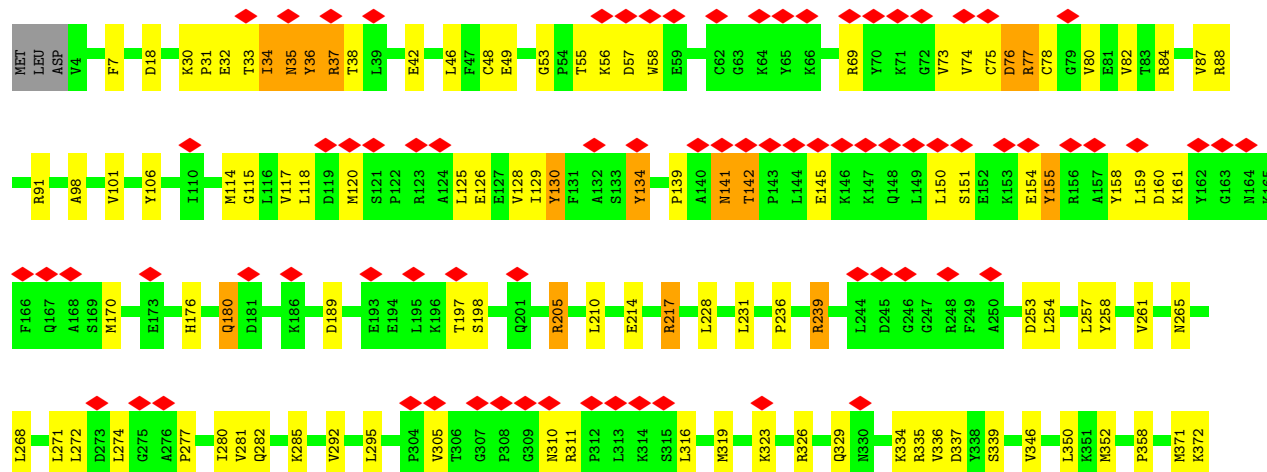 MET LEU ASP V4 F7 D18 K30 P31 E32 T33 I34 N35 Y36 R37 T38 L39 E42 L46 F47 C48 E49 G53 P54 T55 K56 D57 W58 E59 C62 G63 K64 Y65 K66 R69 Y70 K71 G72 V73 V74 C75 D76 R77 C78 G79 V80 E81 V82 T83 R84 V87 R88
R91 A98 V101 Y106 I110 M114 G115 L116 V117 L118 D119 M120 S121 P122 R123 A124 L125 E126 E127 V128 I129 Y130 F131 A132 S133 Y134 P139 A140 N141 T142 P143 L144 E145 K146 K147 Q148 L149 L150 S151 E152 K153 E154 Y155 R156 A157 Y158 L159 D160 K161 Y162 G163 N164
F166 Q167 A168 S169 M170 E173 H176 Q180 D181 K186 D189 E193 E194 L195 K196 T197 S198 Q201 R205 L210 E214 R217 L228 L231 P236 R239 L244 D245 G246 G247 R248 F249 A250 D253 L254 L257 Y258 V261 N265
L268 L271 L272 D273 L274 G275 A276 P277 I280 V281 Q282 K285 V292 L295 P304 V305 T306 G307 P308 G309 N310 R311 P312 L313 K314 S315 L316 M319 K323 R326 Q329 N330 K334 R335 V336 D337 Y338 S339 V346 L350 K351 M352 P358 M371 K372